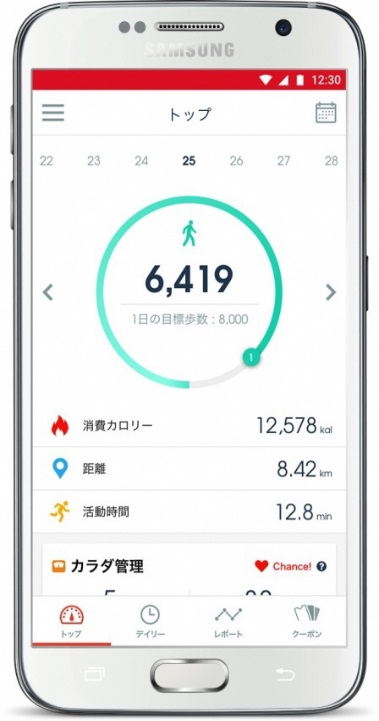 SAMSUNG
12:30
トップ
22 23 24 25 26 27 28
6,419
1日の目標歩数 : 8,000
1
消費カロリー 12,578 kal
距離 8.42 km
活動時間 12.8 min
カラダ管理 Chance! ?
トップ デイリー レポート クーポン